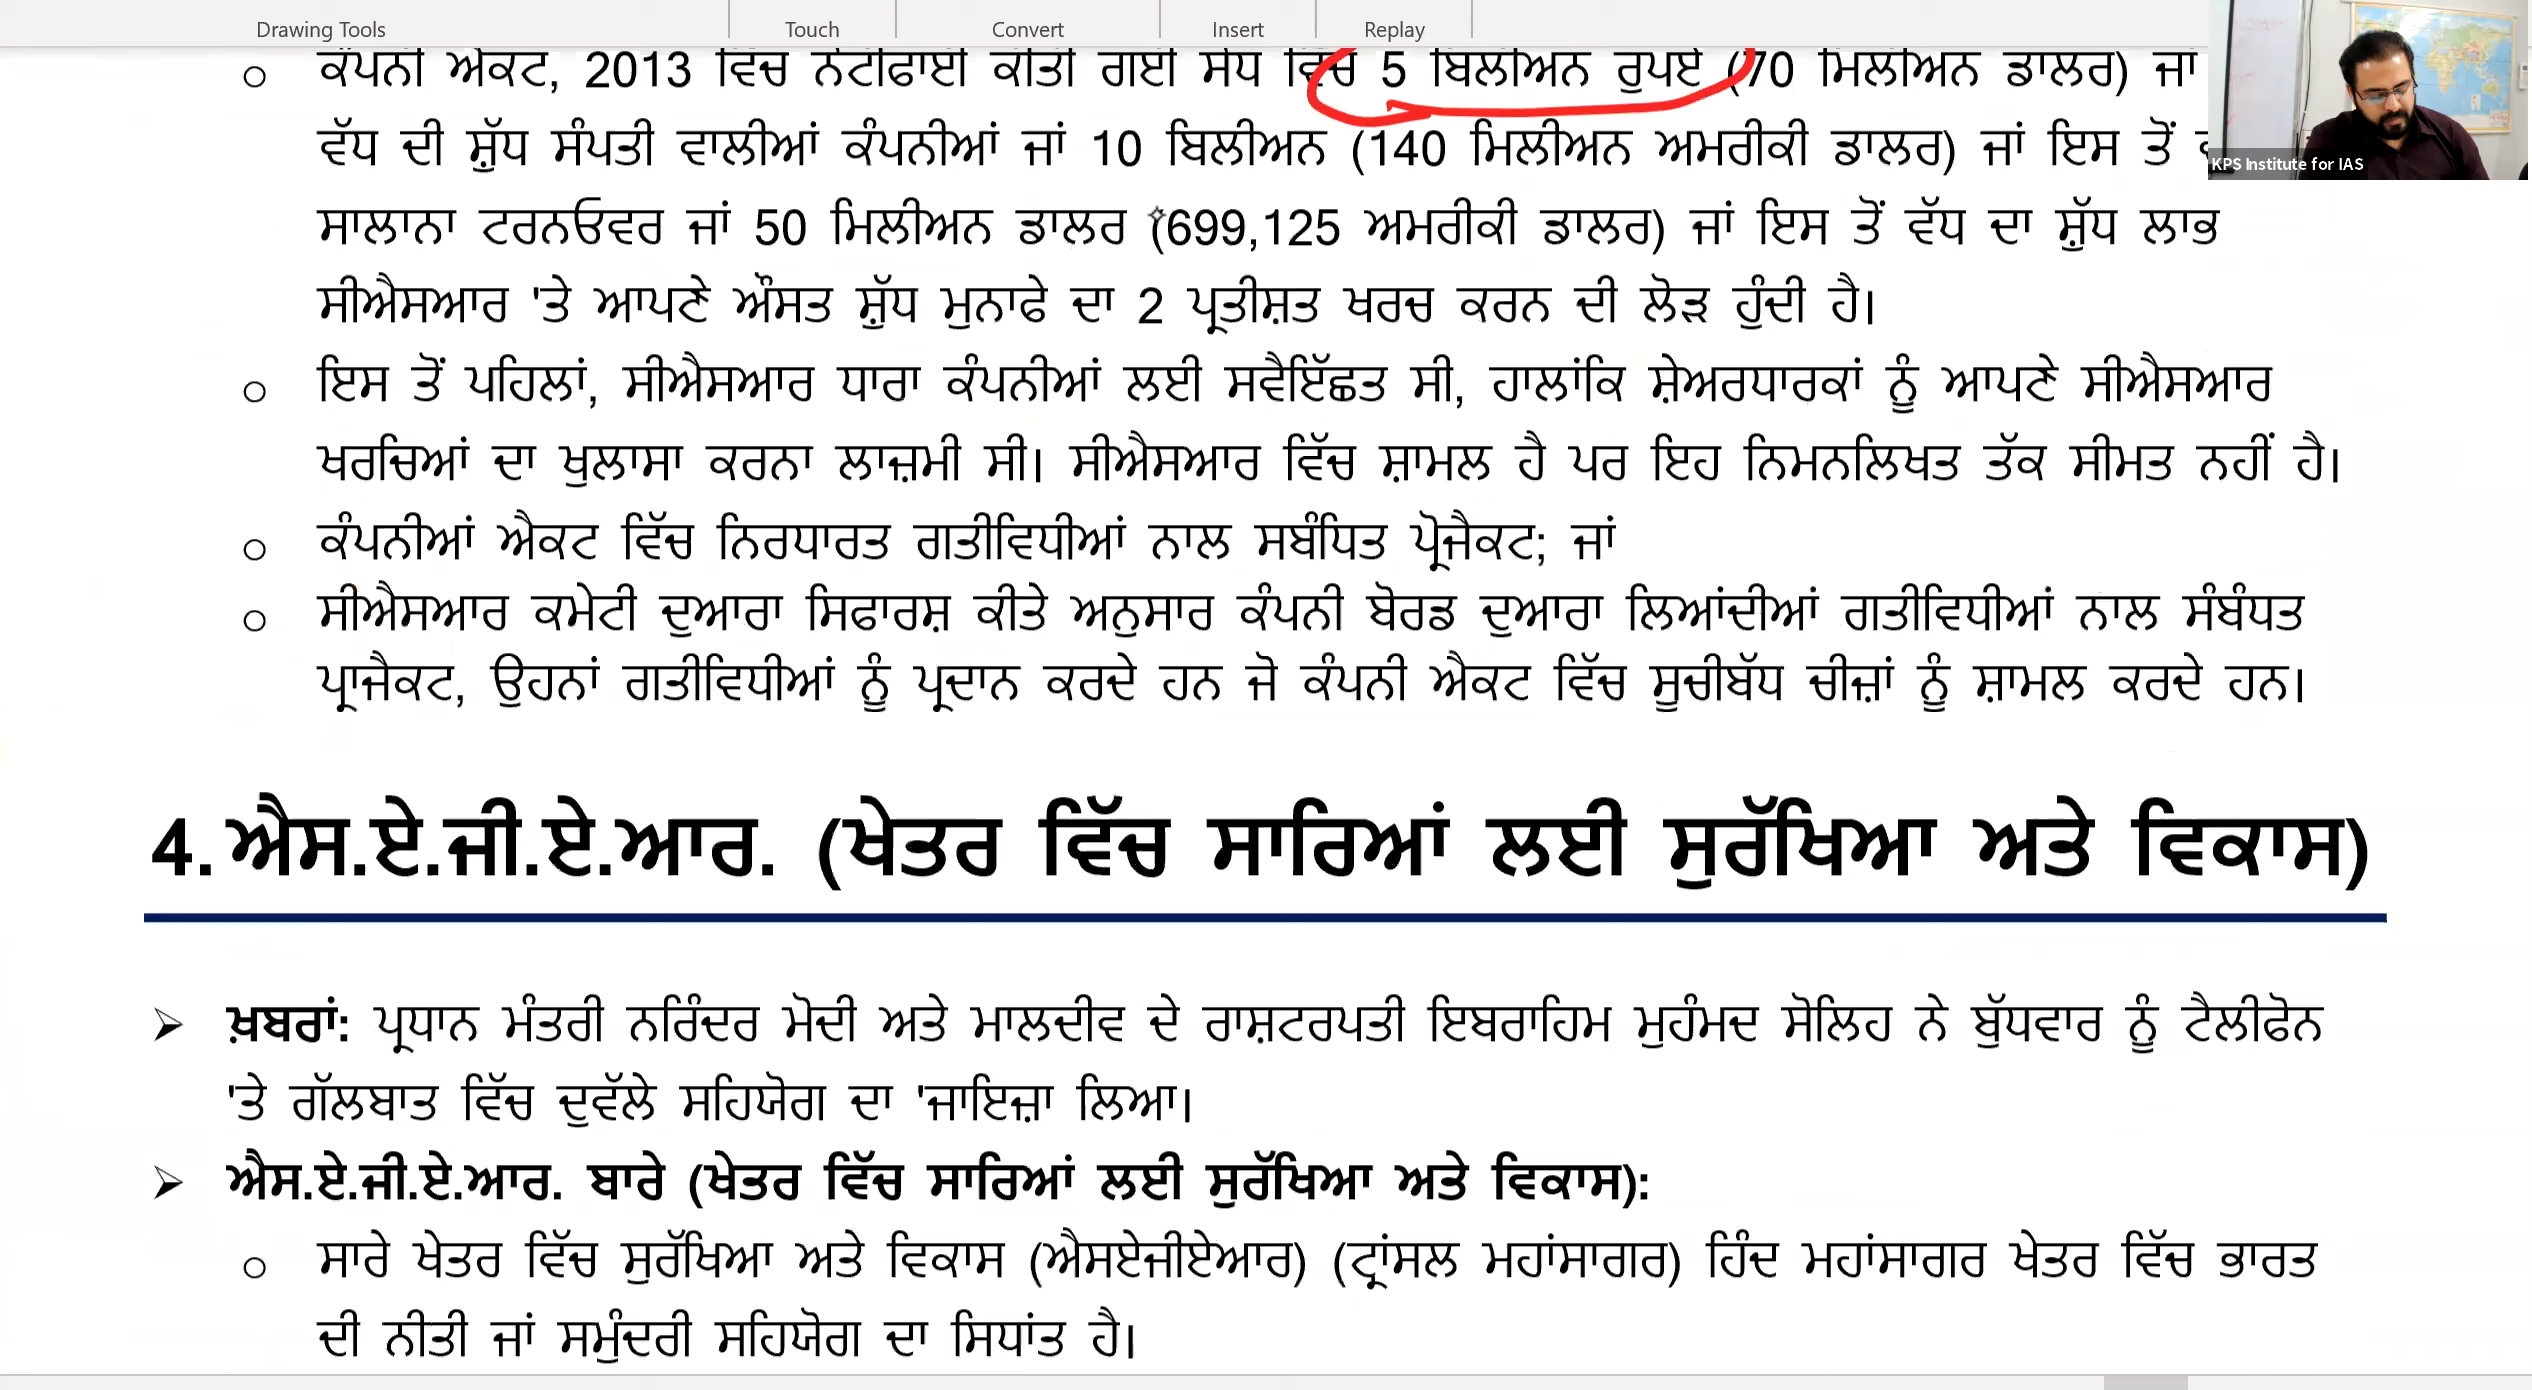 Drawing Tools Touch Convert Insert Replay
○ ਕੰਪਨੀ ਐਕਟ, 2013 ਵਿੱਚ ਨੋਟੀਫਾਈ ਕੀਤੀ ਗਈ ਸੋਧ ਵਿੱਚ 5 ਬਿਲੀਅਨ ਰੁਪਏ (70 ਮਿਲੀਅਨ ਡਾਲਰ) ਜਾਂ
ਵੱਧ ਦੀ ਸ਼ੁੱਧ ਸੰਪਤੀ ਵਾਲੀਆਂ ਕੰਪਨੀਆਂ ਜਾਂ 10 ਬਿਲੀਅਨ (140 ਮਿਲੀਅਨ ਅਮਰੀਕੀ ਡਾਲਰ) ਜਾਂ ਇਸ ਤੋਂ
KPS Institute for IAS
ਸਾਲਾਨਾ ਟਰਨਓਵਰ ਜਾਂ 50 ਮਿਲੀਅਨ ਡਾਲਰ (699,125 ਅਮਰੀਕੀ ਡਾਲਰ) ਜਾਂ ਇਸ ਤੋਂ ਵੱਧ ਦਾ ਸ਼ੁੱਧ ਲਾਭ
ਸੀਐਸਆਰ 'ਤੇ ਆਪਣੇ ਔਸਤ ਸ਼ੁੱਧ ਮੁਨਾਫੇ ਦਾ 2 ਪ੍ਰਤੀਸ਼ਤ ਖਰਚ ਕਰਨ ਦੀ ਲੋੜ ਹੁੰਦੀ ਹੈ।
○ ਇਸ ਤੋਂ ਪਹਿਲਾਂ, ਸੀਐਸਆਰ ਧਾਰਾ ਕੰਪਨੀਆਂ ਲਈ ਸਵੈਇੱਛਤ ਸੀ, ਹਾਲਾਂਕਿ ਸ਼ੇਅਰਧਾਰਕਾਂ ਨੂੰ ਆਪਣੇ ਸੀਐਸਆਰ
ਖਰਚਿਆਂ ਦਾ ਖੁਲਾਸਾ ਕਰਨਾ ਲਾਜ਼ਮੀ ਸੀ। ਸੀਐਸਆਰ ਵਿੱਚ ਸ਼ਾਮਲ ਹੈ ਪਰ ਇਹ ਨਿਮਨਲਿਖਤ ਤੱਕ ਸੀਮਤ ਨਹੀਂ ਹੈ।
○ ਕੰਪਨੀਆਂ ਐਕਟ ਵਿੱਚ ਨਿਰਧਾਰਤ ਗਤੀਵਿਧੀਆਂ ਨਾਲ ਸਬੰਧਿਤ ਪ੍ਰੋਜੈਕਟ; ਜਾਂ
○ ਸੀਐਸਆਰ ਕਮੇਟੀ ਦੁਆਰਾ ਸਿਫਾਰਸ਼ ਕੀਤੇ ਅਨੁਸਾਰ ਕੰਪਨੀ ਬੋਰਡ ਦੁਆਰਾ ਲਿਆਂਦੀਆਂ ਗਤੀਵਿਧੀਆਂ ਨਾਲ ਸੰਬੰਧਤ
ਪ੍ਰਾਜੈਕਟ, ਉਹਨਾਂ ਗਤੀਵਿਧੀਆਂ ਨੂੰ ਪ੍ਰਦਾਨ ਕਰਦੇ ਹਨ ਜੋ ਕੰਪਨੀ ਐਕਟ ਵਿੱਚ ਸੂਚੀਬੱਧ ਚੀਜ਼ਾਂ ਨੂੰ ਸ਼ਾਮਲ ਕਰਦੇ ਹਨ।
4. ਐਸ.ਏ.ਜੀ.ਏ.ਆਰ. (ਖੇਤਰ ਵਿੱਚ ਸਾਰਿਆਂ ਲਈ ਸੁਰੱਖਿਆ ਅਤੇ ਵਿਕਾਸ)
➢ ਖ਼ਬਰਾਂ: ਪ੍ਰਧਾਨ ਮੰਤਰੀ ਨਰਿੰਦਰ ਮੋਦੀ ਅਤੇ ਮਾਲਦੀਵ ਦੇ ਰਾਸ਼ਟਰਪਤੀ ਇਬਰਾਹਿਮ ਮੁਹੰਮਦ ਸੋਲਿਹ ਨੇ ਬੁੱਧਵਾਰ ਨੂੰ ਟੈਲੀਫੋਨ
'ਤੇ ਗੱਲਬਾਤ ਵਿੱਚ ਦੁਵੱਲੇ ਸਹਿਯੋਗ ਦਾ 'ਜਾਇਜ਼ਾ ਲਿਆ।
➢ ਐਸ.ਏ.ਜੀ.ਏ.ਆਰ. ਬਾਰੇ (ਖੇਤਰ ਵਿੱਚ ਸਾਰਿਆਂ ਲਈ ਸੁਰੱਖਿਆ ਅਤੇ ਵਿਕਾਸ):
○ ਸਾਰੇ ਖੇਤਰ ਵਿੱਚ ਸੁਰੱਖਿਆ ਅਤੇ ਵਿਕਾਸ (ਐਸਏਜੀਏਆਰ) (ਟ੍ਰਾਂਸਲ ਮਹਾਂਸਾਗਰ) ਹਿੰਦ ਮਹਾਂਸਾਗਰ ਖੇਤਰ ਵਿੱਚ ਭਾਰਤ
ਦੀ ਨੀਤੀ ਜਾਂ ਸਮੁੰਦਰੀ ਸਹਿਯੋਗ ਦਾ ਸਿਧਾਂਤ ਹੈ।